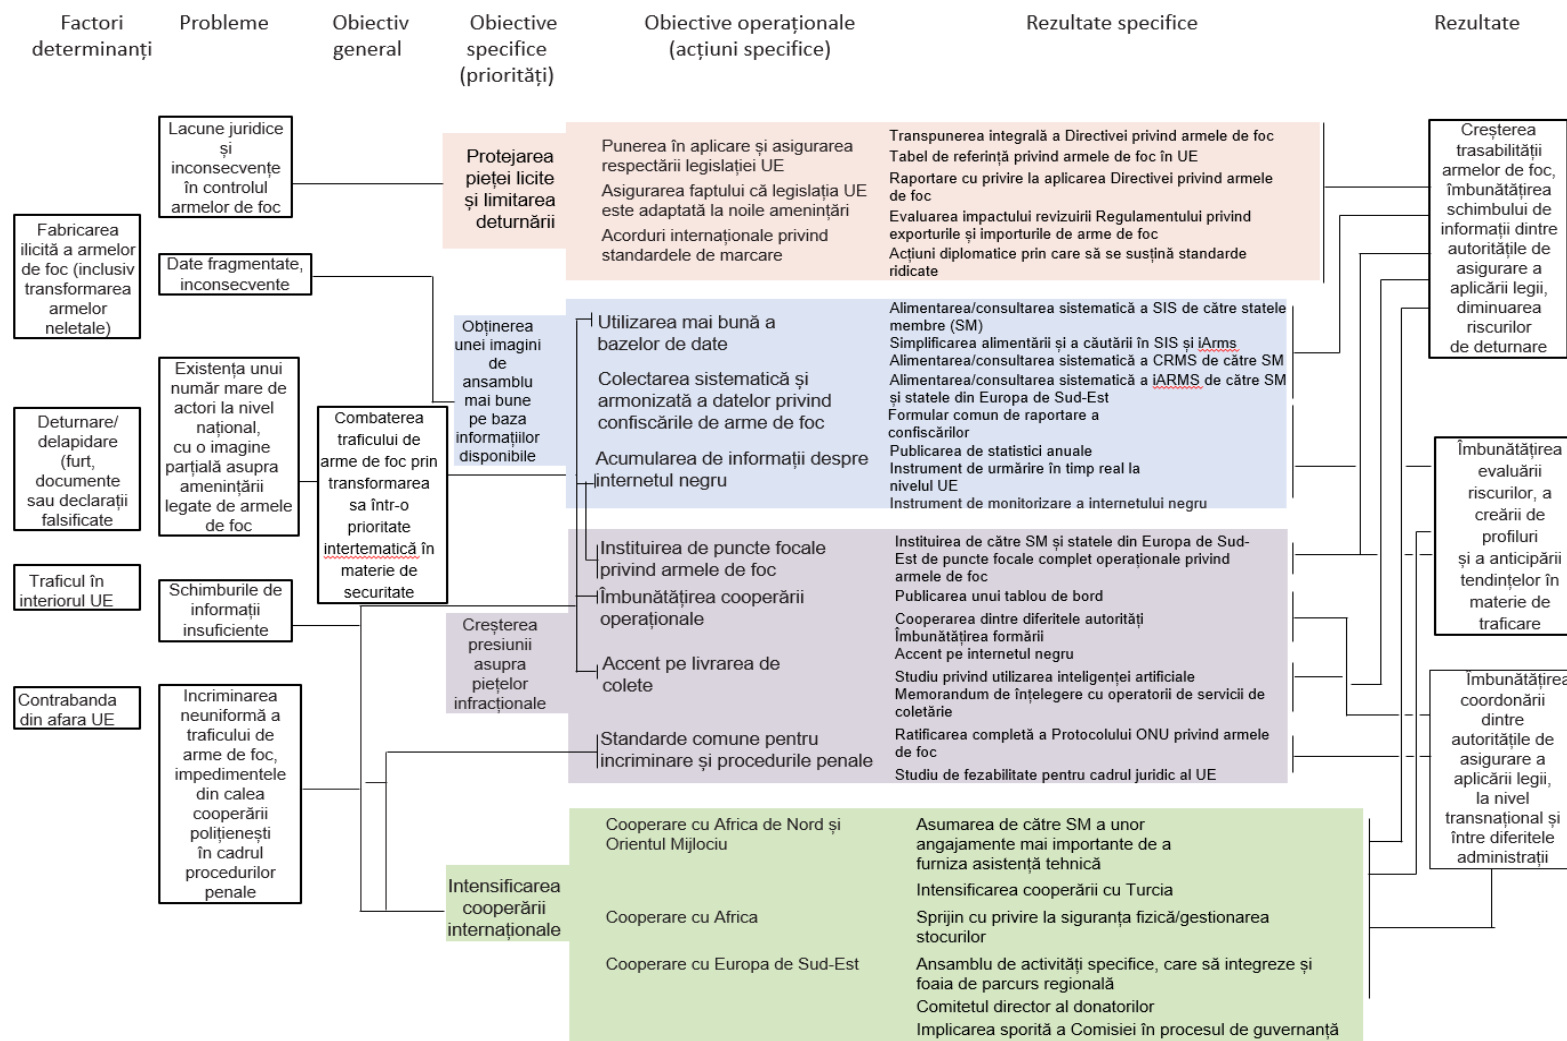 Factori
determinanți
Probleme
Obiectiv
general
Obiective
specifice
(priorități)
Obiective operaționale
(acțiuni specifice)
Rezultate specifice
Rezultate
Fabricarea
ilicită a armelor
de foc (inclusiv
transformarea
armelor
neletale)
Deturnare/
delapidare
(furt,
documente
sau declarații
falsificate
Traficul în
interiorul UE
Contrabanda
din afara UE
Lacune juridice
și
inconsecvențe
în controlul
armelor de foc
Date fragmentate,
inconsecvente
Existența unui
număr mare de
actori la nivel
național,
cu o imagine
parțială asupra
amenințării
legate de armele
de foc
Schimburile de
informații
insuficiente
Incriminarea
neuniformă a
traficului de
arme de foc,
impedimentele
din calea
cooperării
polițienești
în cadrul
procedurilor
penale
Combaterea
traficului de
arme de foc prin
transformarea
sa într-o
prioritate
intertematică în
materie de
securitate
Protejarea
pieței licite
și limitarea
deturnării
Punerea în aplicare și asigurarea
respectării legislației UE
Asigurarea faptului că legislația UE
este adaptată la noile amenințări
Acorduri internaționale privind
standardele de marcare
Transpunerea integrală a Directivei privind armele de foc
Tabel de referință privind armele de foc în UE
Raportare cu privire la aplicarea Directivei privind armele
de foc
Evaluarea impactului revizuirii Regulamentului privind
exporturile și importurile de arme de foc
Acțiuni diplomatice prin care să se susțină standarde
ridicate
Obținerea
unei imagini
de
ansamblu
mai bune
pe baza
informațiilor
disponibile
Utilizarea mai bună a
bazelor de date
Colectarea sistematică și
armonizată a datelor privind
confiscările de arme de foc
Acumularea de informații despre
internetul negru
Alimentarea/consultarea sistematică a SIS de către statele
membre (SM)
Simplificarea alimentării și a căutării în SIS și iArms
Alimentarea/consultarea sistematică a CRMS de către SM
Alimentarea/consultarea sistematică a iARMS de către SM
și statele din Europa de Sud-Est
Formular comun de raportare a
confiscărilor
Publicarea de statistici anuale
Instrument de urmărire în timp real la
nivelul UE
Instrument de monitorizare a internetului negru
Creșterea
presiunii
asupra
piețelor
infracționale
Instituirea de puncte focale
privind armele de foc
Îmbunătățirea cooperării
operaționale
Accent pe livrarea de
colete
Standarde comune pentru
incriminare și procedurile penale
Instituirea de către SM și statele din Europa de Sud-
Est de puncte focale complet operaționale privind
armele de foc
Publicarea unui tablou de bord
Cooperarea dintre diferitele autorități
Îmbunătățirea formării
Accent pe internetul negru
Studiu privind utilizarea inteligenței artificiale
Memorandum de înțelegere cu operatorii de servicii de
coletărie
Ratificarea completă a Protocolului ONU privind armele
de foc
Studiu de fezabilitate pentru cadrul juridic al UE
Intensificarea
cooperării
internaționale
Cooperare cu Africa de Nord și
Orientul Mijlociu
Cooperare cu Africa
Cooperare cu Europa de Sud-Est
Asumarea de către SM a unor
angajamente mai importante de a
furniza asistență tehnică
Intensificarea cooperării cu Turcia
Sprijin cu privire la siguranța fizică/gestionarea
stocurilor
Ansamblu de activități specifice, care să integreze și
foaia de parcurs regională
Comitetul director al donatorilor
Implicarea sporită a Comisiei în procesul de guvernanță
Creșterea
trasabilității
armelor de foc,
îmbunătățirea
schimbului de
informații dintre
autoritățile de
asigurare a
aplicării legii,
diminuarea
riscurilor
de deturnare
Îmbunătățirea
evaluării
riscurilor, a
creării de
profiluri
și a anticipării
tendințelor în
materie de
traficare
Îmbunătățirea
coordonării
dintre
autoritățile de
asigurare a
aplicării legii,
la nivel
transnațional și
între diferitele
administrații